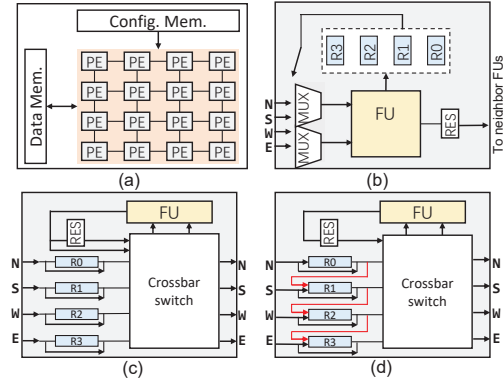 Config. Mem.
Data Mem.
PE PE PE PE
PE PE PE PE
PE PE PE PE
PE PE PE PE
(a)
R3 R2 R1 R0
N
S
W
E
MUX
MUX
FU
RES
To neighbor FUs
(b)
FU
RES
N R0 N
S R1 S
W R2 W
E R3 E
Crossbar
switch
(c)
FU
RES
N R0 N
S R1 S
W R2 W
E R3 E
Crossbar
switch
(d)